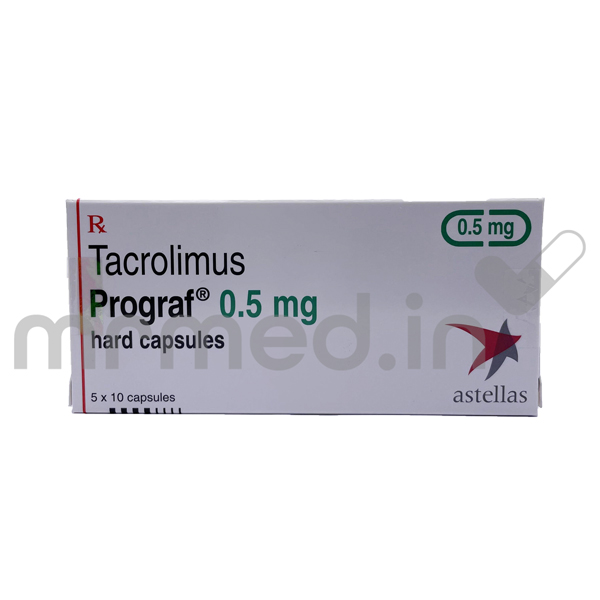 ℞
0.5 mg
Tacrolimus
Prograf® 0.5 mg
hard capsules
5 x 10 capsules
astellas
mrmed.in